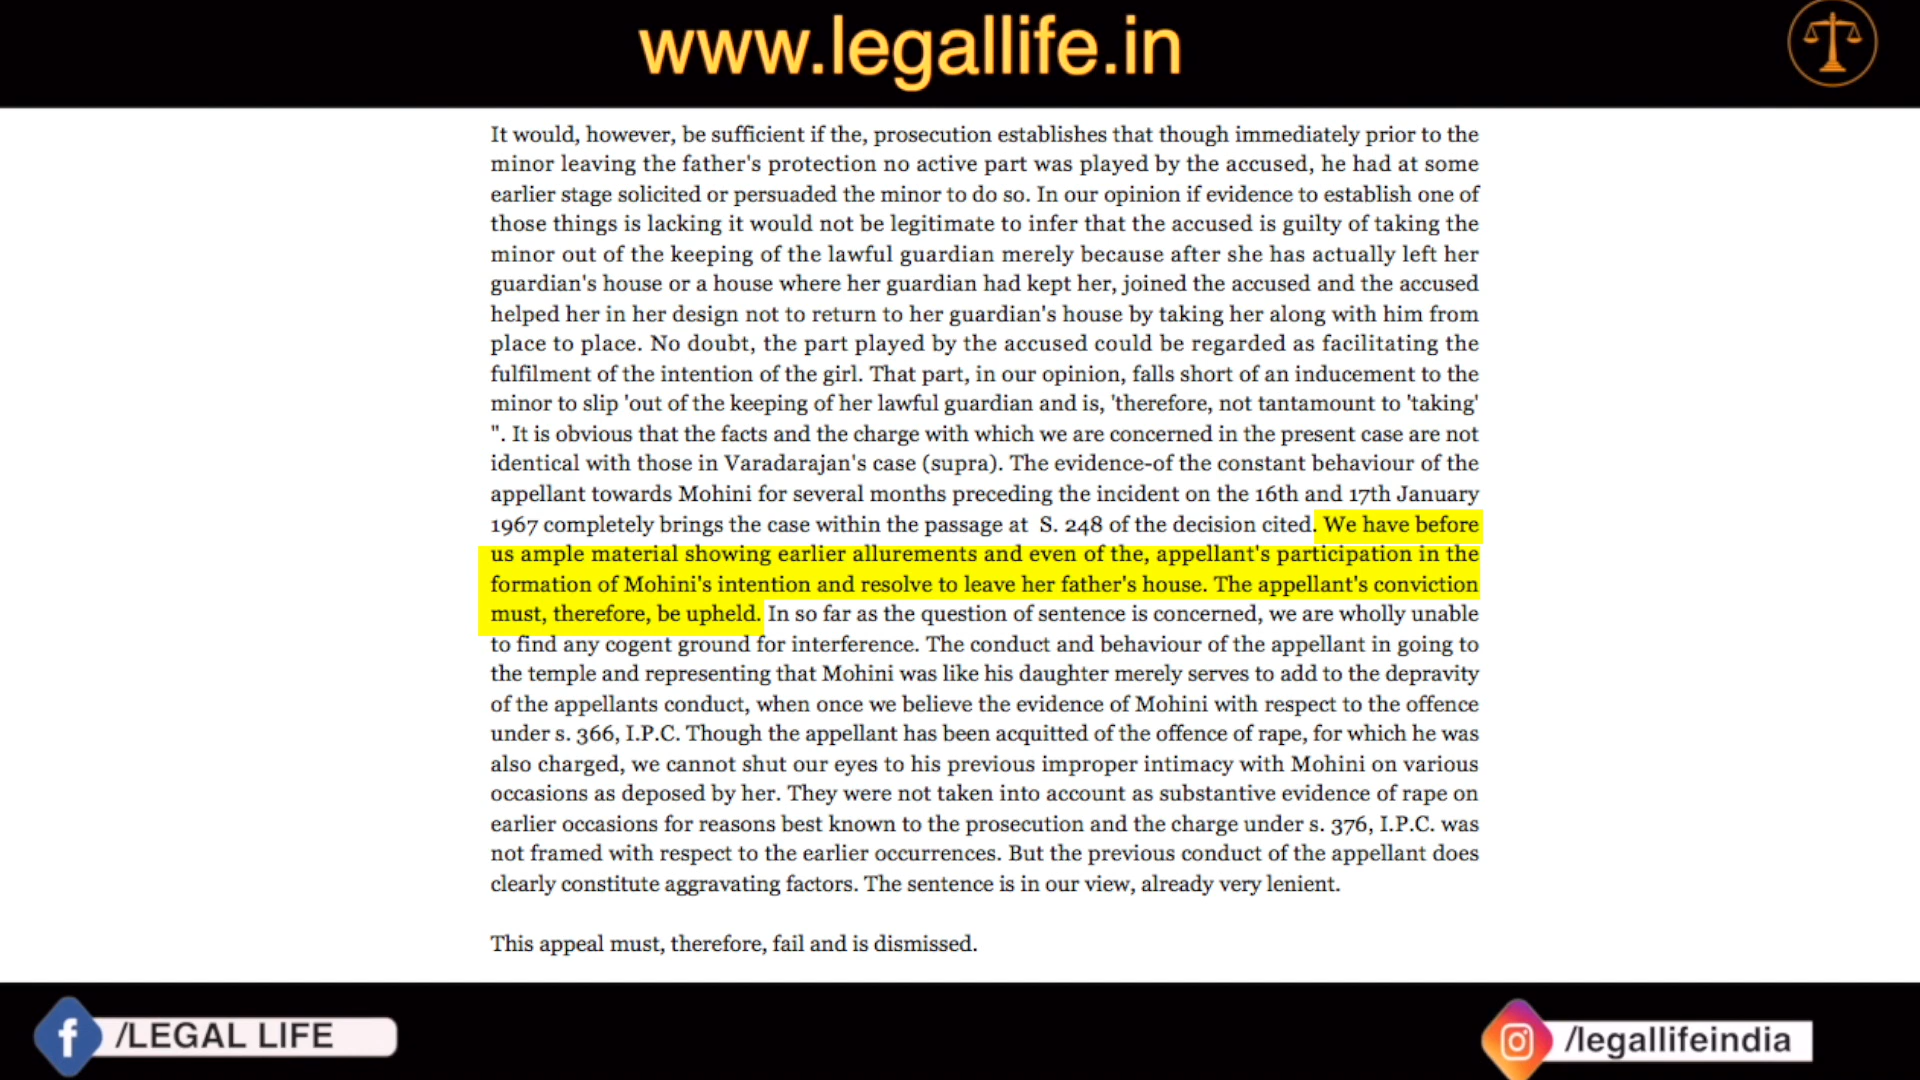 www.legallife.in
It would, however, be sufficient if the, prosecution establishes that though immediately prior to the
minor leaving the father's protection no active part was played by the accused, he had at some
earlier stage solicited or persuaded the minor to do so. In our opinion if evidence to establish one of
those things is lacking it would not be legitimate to infer that the accused is guilty of taking the
minor out of the keeping of the lawful guardian merely because after she has actually left her
guardian's house or a house where her guardian had kept her, joined the accused and the accused
helped her in her design not to return to her guardian's house by taking her along with him from
place to place. No doubt, the part played by the accused could be regarded as facilitating the
fulfilment of the intention of the girl. That part, in our opinion, falls short of an inducement to the
minor to slip 'out of the keeping of her lawful guardian and is, 'therefore, not tantamount to 'taking'
". It is obvious that the facts and the charge with which we are concerned in the present case are not
identical with those in Varadarajan's case (supra). The evidence-of the constant behaviour of the
appellant towards Mohini for several months preceding the incident on the 16th and 17th January
1967 completely brings the case within the passage at S. 248 of the decision cited. We have before
us ample material showing earlier allurements and even of the, appellant's participation in the
formation of Mohini's intention and resolve to leave her father's house. The appellant's conviction
must, therefore, be upheld. In so far as the question of sentence is concerned, we are wholly unable
to find any cogent ground for interference. The conduct and behaviour of the appellant in going to
the temple and representing that Mohini was like his daughter merely serves to add to the depravity
of the appellants conduct, when once we believe the evidence of Mohini with respect to the offence
under s. 366, I.P.C. Though the appellant has been acquitted of the offence of rape, for which he was
also charged, we cannot shut our eyes to his previous improper intimacy with Mohini on various
occasions as deposed by her. They were not taken into account as substantive evidence of rape on
earlier occasions for reasons best known to the prosecution and the charge under s. 376, I.P.C. was
not framed with respect to the earlier occurrences. But the previous conduct of the appellant does
clearly constitute aggravating factors. The sentence is in our view, already very lenient.
This appeal must, therefore, fail and is dismissed.
/LEGAL LIFE
/legallifeindia